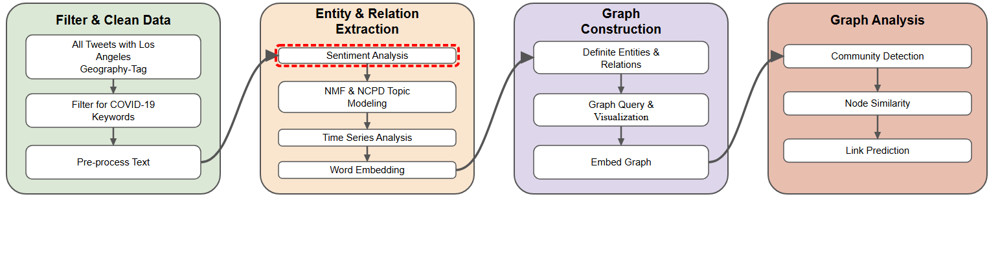 Filter & Clean Data
All Tweets with Los
Angeles
Geography-Tag
Filter for COVID-19
Keywords
Pre-process Text
Entity & Relation
Extraction
Sentiment Analysis
NMF & NCPD Topic
Modeling
Time Series Analysis
Word Embedding
Graph
Construction
Definite Entities &
Relations
Graph Query &
Visualization
Embed Graph
Graph Analysis
Community Detection
Node Similarity
Link Prediction